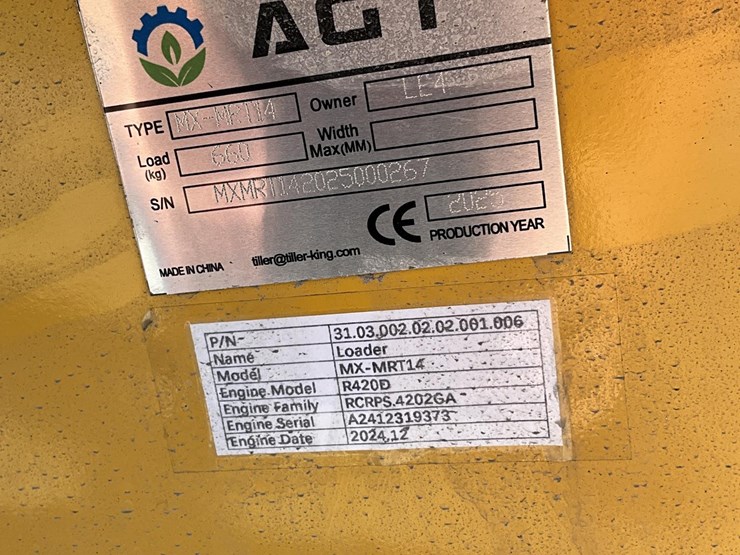 AGT
TYPE MX-MRT14 Owner LE4
Load (kg) 660 Width Max(MM)
S/N MXMRT142025000267
CE 2025
PRODUCTION YEAR
MADE IN CHINA tiller@tiller-king.com
P/N 31.03.002.02.02.001.006
Name Loader
Model MX-MRT14
Engine Model R420D
Engine Family RCRPS.4202GA
Engine Serial A2412319373
Engine Date 2024,12